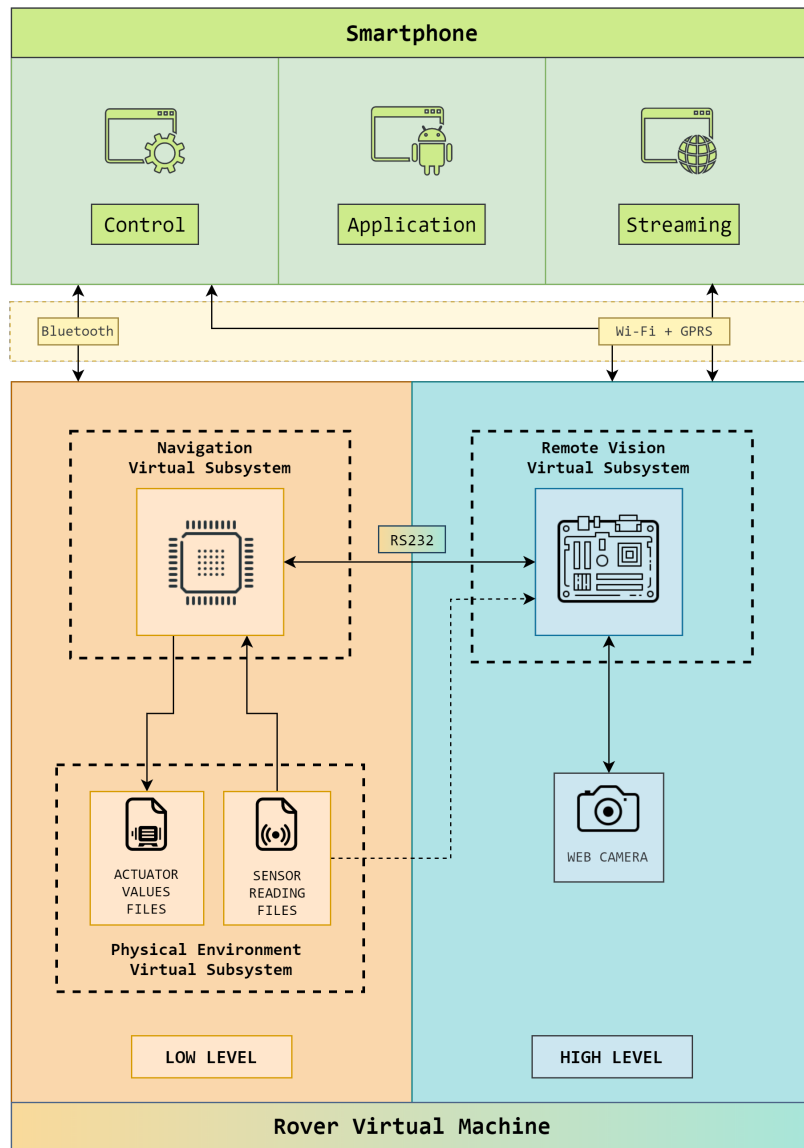 Smartphone
Control
Application
Streaming
Bluetooth
Wi-Fi + GPRS
Navigation
Virtual Subsystem
Remote Vision
Virtual Subsystem
RS232
ACTUATOR
VALUES
FILES
SENSOR
READING
FILES
WEB CAMERA
Physical Environment
Virtual Subsystem
LOW LEVEL
HIGH LEVEL
Rover Virtual Machine